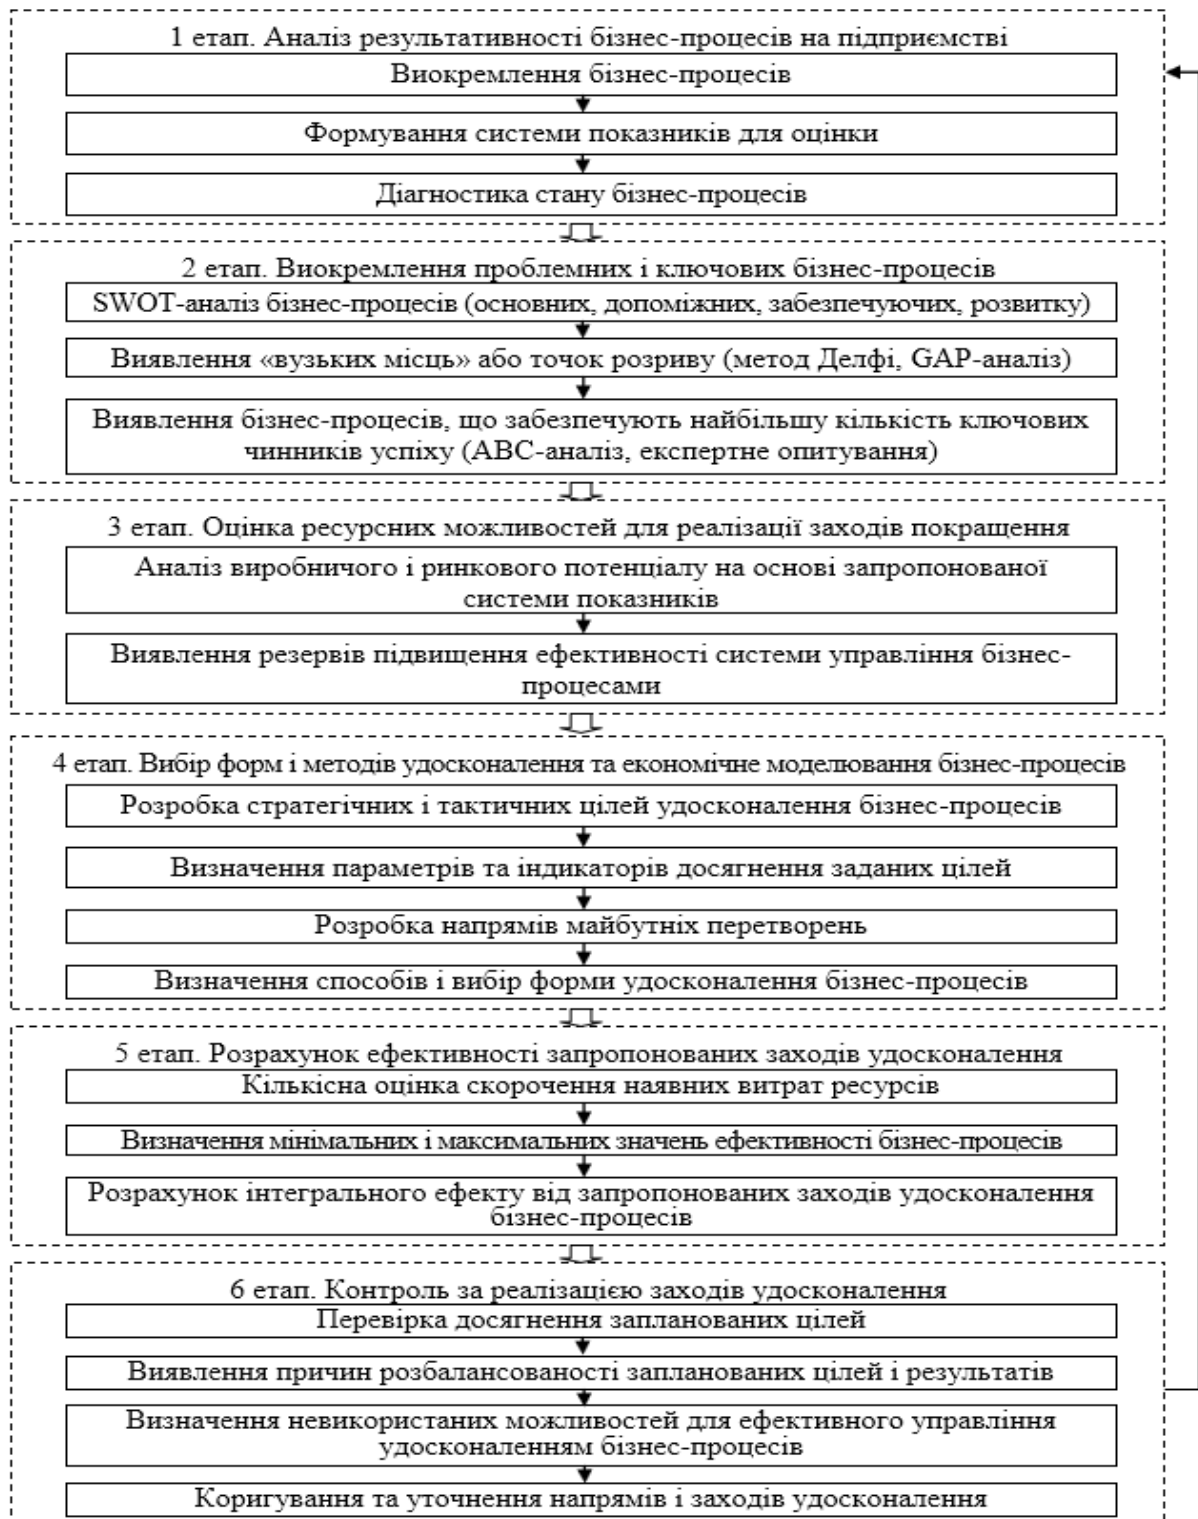 1 етап. Аналіз результативності бізнес-процесів на підприємстві
Виокремлення бізнес-процесів
Формування системи показників для оцінки
Діагностика стану бізнес-процесів
2 етап. Виокремлення проблемних і ключових бізнес-процесів
SWOT-аналіз бізнес-процесів (основних, допоміжних, забезпечуючих, розвитку)
Виявлення «вузьких місць» або точок розриву (метод Делфі, GAP-аналіз)
Виявлення бізнес-процесів, що забезпечують найбільшу кількість ключових
чинників успіху (АВС-аналіз, експертне опитування)
3 етап. Оцінка ресурсних можливостей для реалізації заходів покращення
Аналіз виробничого і ринкового потенціалу на основі запропонованої
системи показників
Виявлення резервів підвищення ефективності системи управління бізнес-
процесами
4 етап. Вибір форм і методів удосконалення та економічне моделювання бізнес-процесів
Розробка стратегічних і тактичних цілей удосконалення бізнес-процесів
Визначення параметрів та індикаторів досягнення заданих цілей
Розробка напрямів майбутніх перетворень
Визначення способів і вибір форми удосконалення бізнес-процесів
5 етап. Розрахунок ефективності запропонованих заходів удосконалення
Кількісна оцінка скорочення наявних витрат ресурсів
Визначення мінімальних і максимальних значень ефективності бізнес-процесів
Розрахунок інтегрального ефекту від запропонованих заходів удосконалення
бізнес-процесів
6 етап. Контроль за реалізацією заходів удосконалення
Перевірка досягнення запланованих цілей
Виявлення причин розбалансованості запланованих цілей і результатів
Визначення невикористаних можливостей для ефективного управління
удосконаленням бізнес-процесів
Коригування та уточнення напрямів і заходів удосконалення